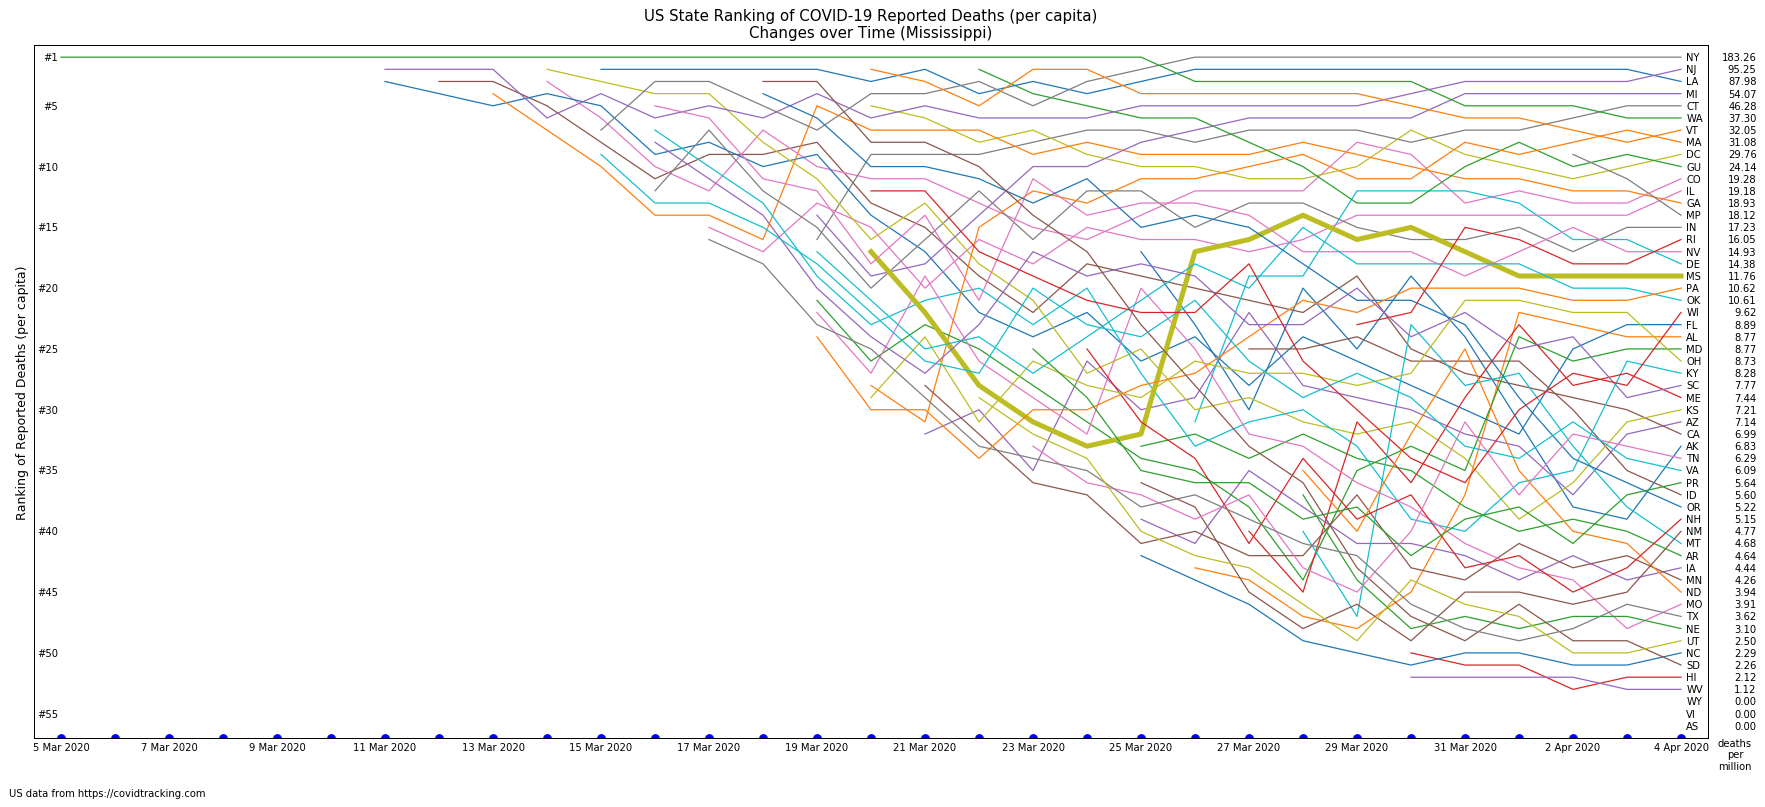 US State Ranking of COVID-19 Reported Deaths (per capita)
Changes over Time (Mississippi)
Ranking of Reported Deaths (per capita)
#1
#5
#10
#15
#20
#25
#30
#35
#40
#45
#50
#55
NY 183.26
NJ 95.25
LA 87.98
MI 54.07
CT 46.28
WA 37.30
VT 32.05
MA 31.08
DC 29.76
GU 24.14
CO 19.28
IL 19.18
GA 18.93
MP 18.12
IN 17.23
RI 16.05
NV 14.93
DE 14.38
MS 11.76
PA 10.62
OK 10.61
WI 9.62
FL 8.89
AL 8.77
MD 8.77
OH 8.73
KY 8.28
SC 7.77
ME 7.44
KS 7.21
AZ 7.14
CA 6.99
AK 6.83
TN 6.29
VA 6.09
PR 5.64
ID 5.60
OR 5.22
NH 5.15
NM 4.77
MT 4.68
AR 4.64
IA 4.44
MN 4.26
ND 3.94
MO 3.91
TX 3.62
NE 3.10
UT 2.50
NC 2.29
SD 2.26
HI 2.12
WV 1.12
WY 0.00
VI 0.00
AS 0.00
5 Mar 2020 7 Mar 2020 9 Mar 2020 11 Mar 2020 13 Mar 2020 15 Mar 2020 17 Mar 2020 19 Mar 2020 21 Mar 2020 23 Mar 2020 25 Mar 2020 27 Mar 2020 29 Mar 2020 31 Mar 2020 2 Apr 2020 4 Apr 2020
deaths
per
million
US data from https://covidtracking.com